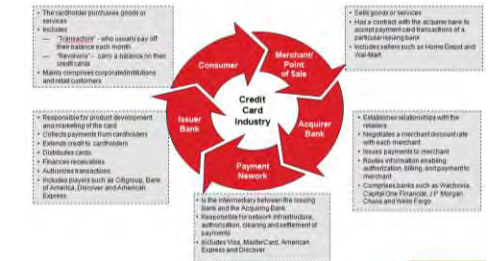 • The cardholder purchases goods or
services
• Includes
— "Transactors" - who usually pay off
their balance each month
— "Revolvers" - carry a balance on their
credit cards
• Mainly comprises corporate/institutions
and retail customers
• Sells goods or services
• Has a contract with the acquirer bank to
accept payment card transactions of a
particular issuing bank
• Includes sellers such as Home Depot and
Wal-Mart
Consumer
Merchant/
Point
of Sale
Credit
Card
Industry
Issuer
Bank
Acquirer
Bank
Payment
Nework
• Responsible for product development
and marketing of the card
• Collects payments from cardholders
• Extends credit to cardholders
• Distributes cards
• Finances receivables
• Authorizes transactions
• Includes players such as Citigroup, Bank
of America, Discover and American
Express
• Establishes relationships with the
Retailers
• Negotiates a merchant discount rate
with each merchant
• Issues payments to merchant
• Routes information enabling
authorization, billing, and payment to
merchant
• Comprises banks such as Wachovia,
Capital One Financial, J P Morgan
Chase and Wells Fargo
• Is the intermediary between the Issuing
Bank and the Acquiring Bank
• Responsible for network infrastructure,
authorization, clearing and settlement of
payments
• Includes Visa, MasterCard, American
Express and Discover